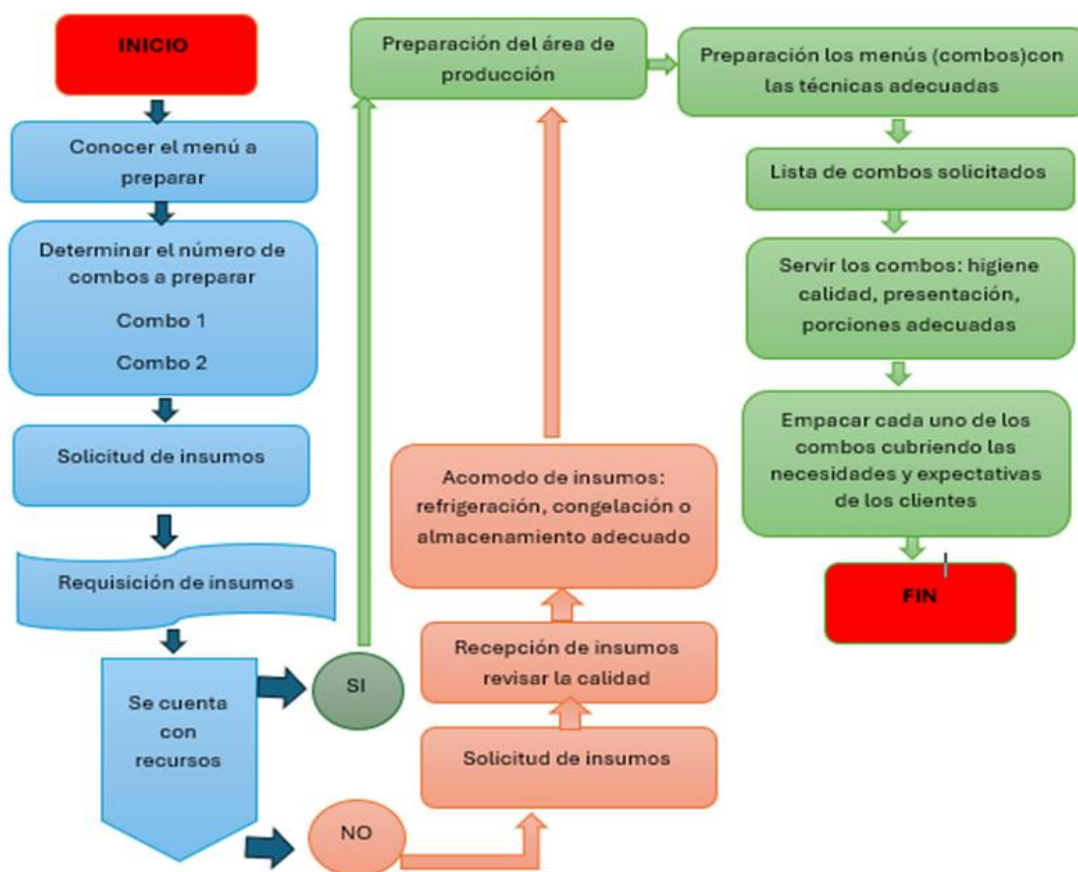 INICIO
Conocer el menú a
preparar
Determinar el número de
combos a preparar
Combo 1
Combo 2
Solicitud de insumos
Requisición de insumos
Se cuenta
con
recursos
SI
NO
Solicitud de insumos
Recepción de insumos
revisar la calidad
Acomodo de insumos:
refrigeración, congelación o
almacenamiento adecuado
Preparación del área de
producción
Preparación los menús (combos)con
las técnicas adecuadas
Lista de combos solicitados
Servir los combos: higiene
calidad, presentación,
porciones adecuadas
Empacar cada uno de los
combos cubriendo las
necesidades y expectativas
de los clientes
FIN